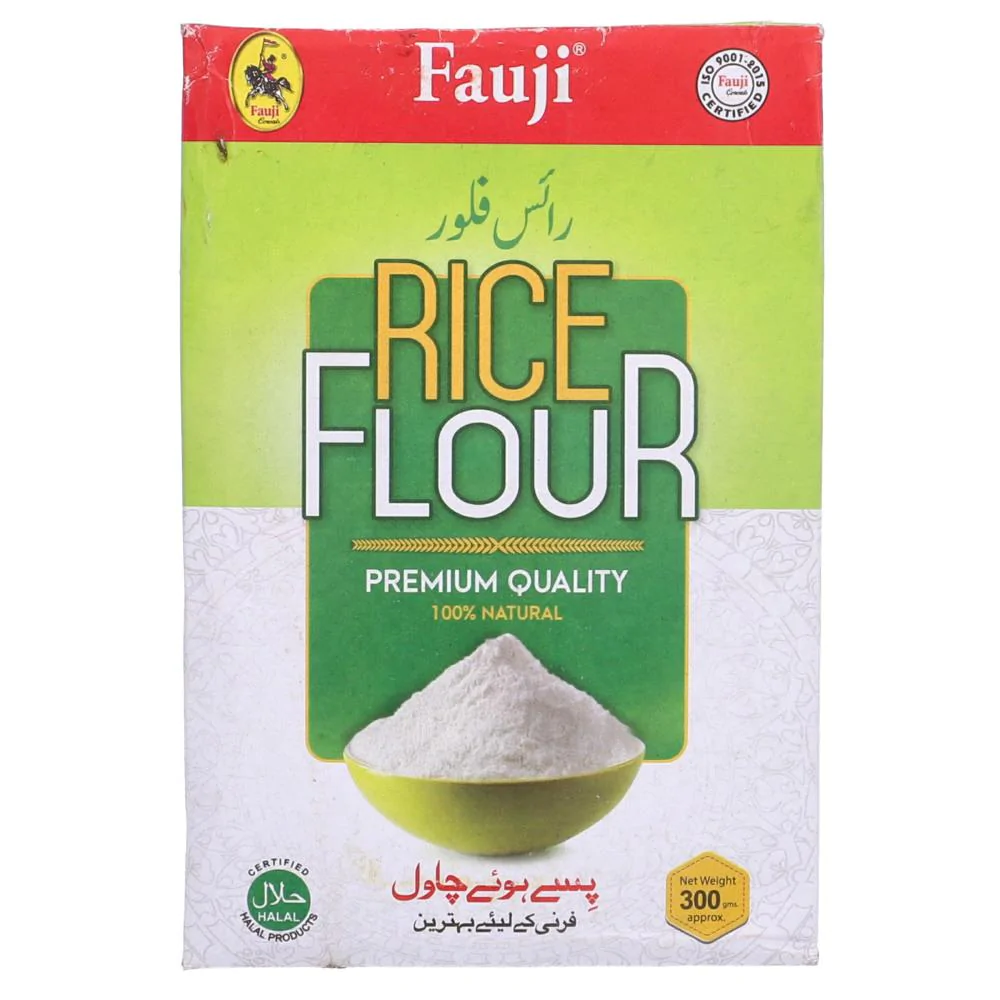 Fauji®
Fauji
Cereals
®
ISO 9001-2015
Fauji
Cereals
CERTIFIED
رائس فلور
RICE
FLOUR
PREMIUM QUALITY
100% NATURAL
پسے ہوئے چاول
فرنی کے لیئے بہترین
CERTIFIED
حلال
HALAL
HALAL PRODUCTS
Net Weight
300 gms.
approx.